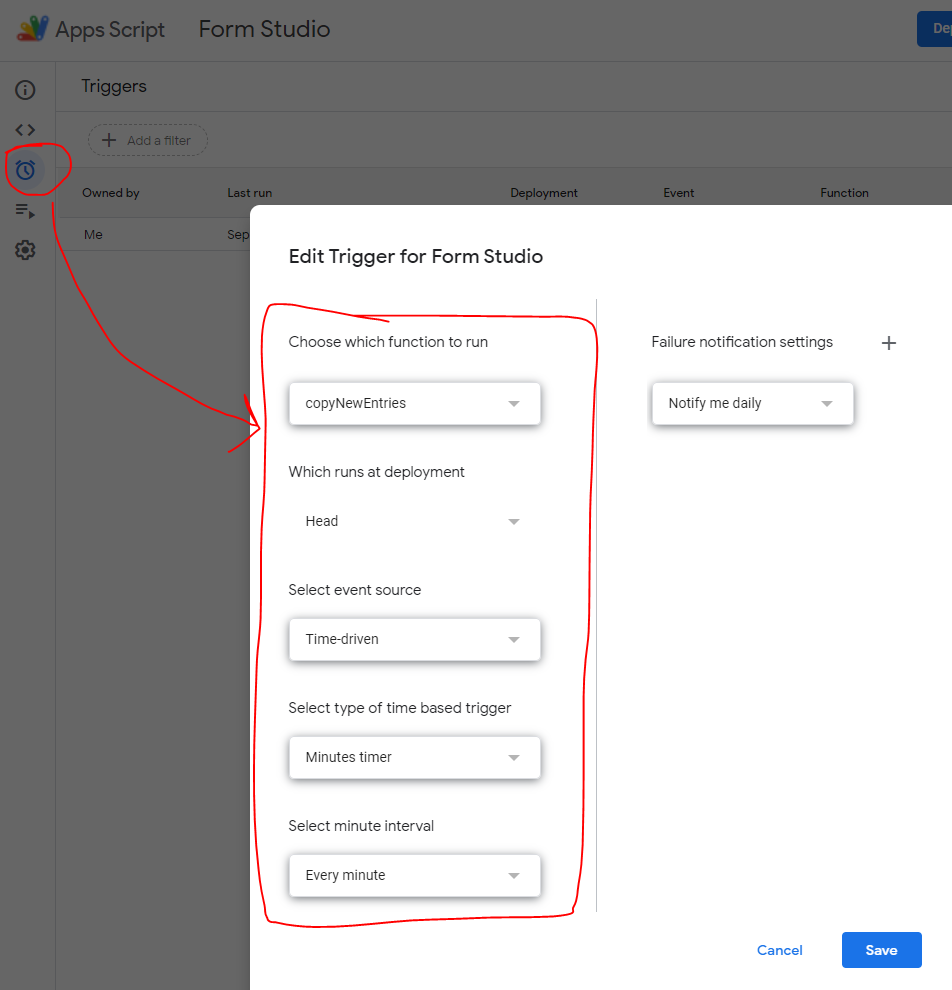 Apps Script Form Studio
Triggers
Add a filter
Owned by Last run Deployment Event Function
Me Sep
Edit Trigger for Form Studio
Choose which function to run
copyNewEntries
Which runs at deployment
Head
Select event source
Time-driven
Select type of time based trigger
Minutes timer
Select minute interval
Every minute
Failure notification settings
Notify me daily
Cancel Save